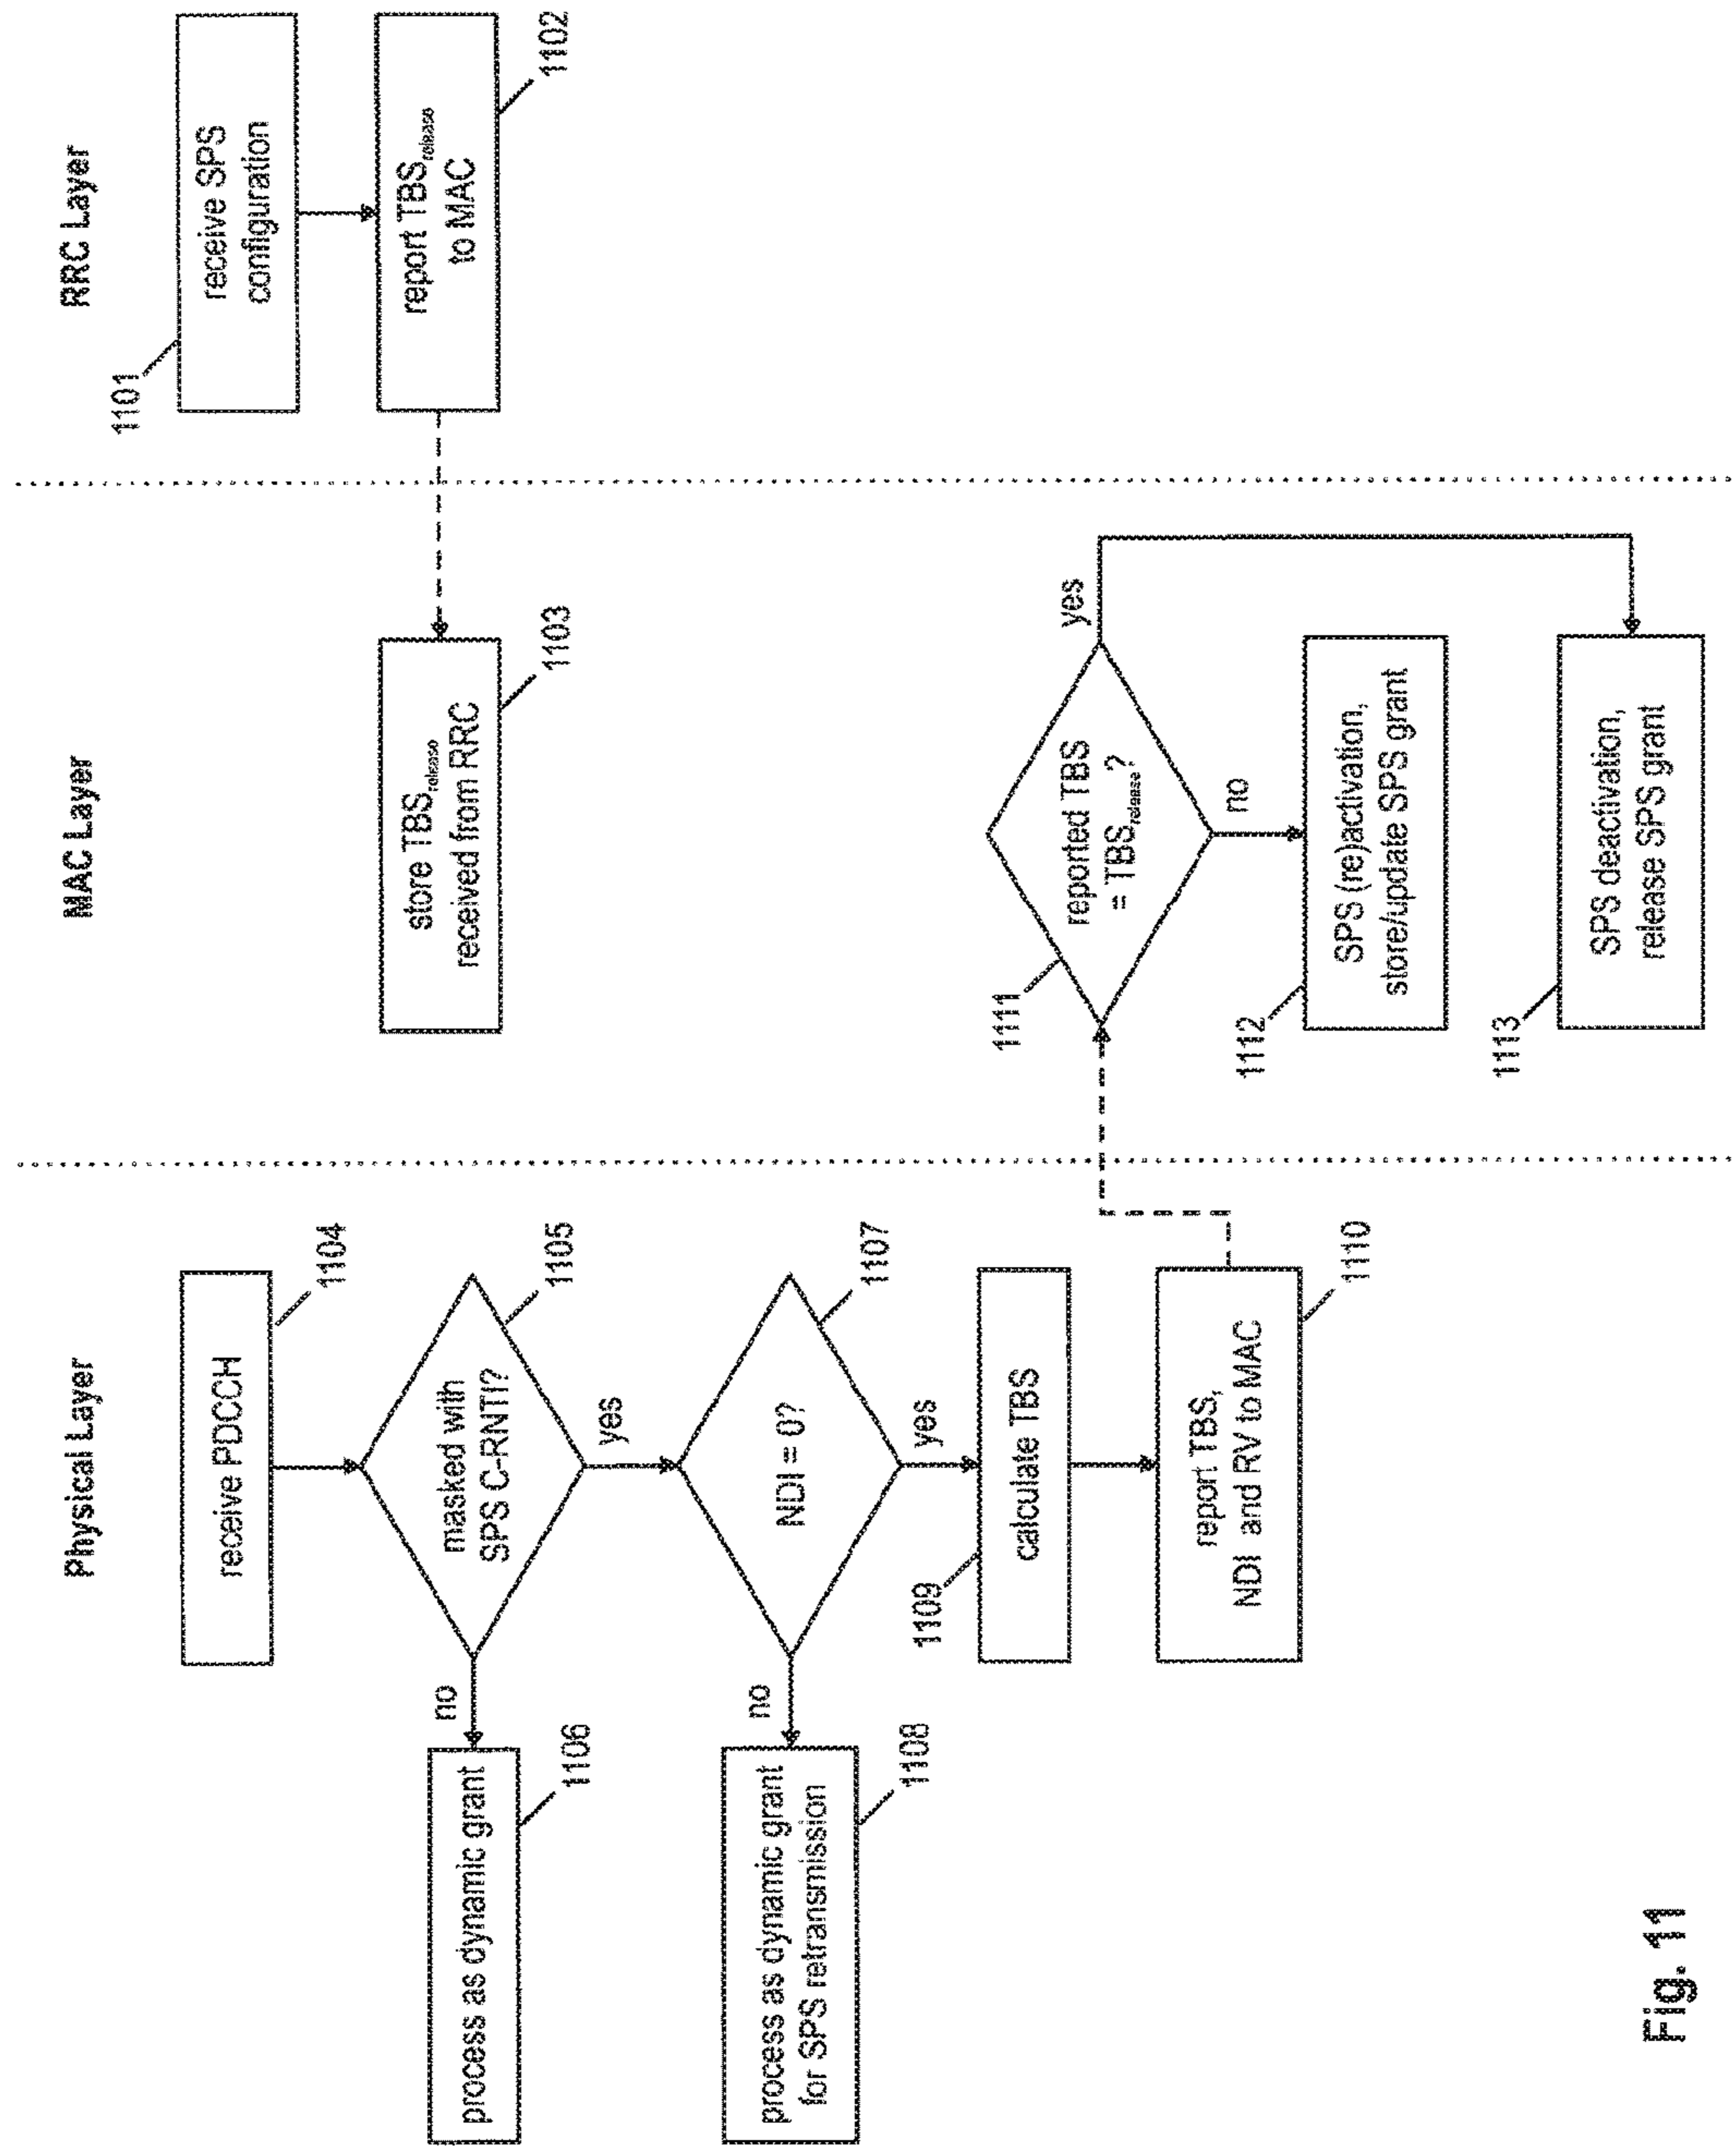 Physical Layer
MAC Layer
RRC Layer
1101
receive SPS
configuration
report TBSrelease
to MAC
1102
store TBSrelease
received from RRC
1103
receive PDCCH
1104
masked with
SPS C-RNTI?
1105
no
yes
process as dynamic grant
1106
NDI = 0?
1107
no
yes
process as dynamic grant
for SPS retransmission
1108
1109
calculate TBS
report TBS,
NDI and RV to MAC
1110
1111
reported TBS
= TBSrelease?
yes
no
1112
SPS (re)activation,
store/update SPS grant
1113
SPS deactivation,
release SPS grant
Fig. 11